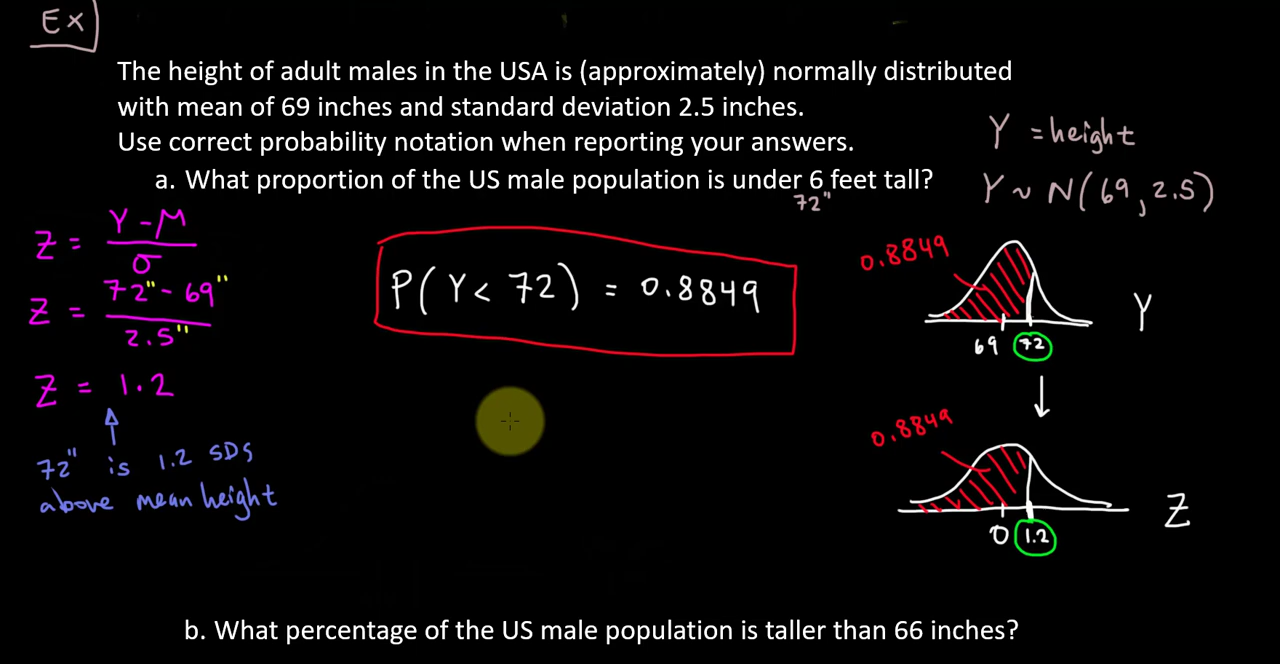 EX
The height of adult males in the USA is (approximately) normally distributed
with mean of 69 inches and standard deviation 2.5 inches.
Use correct probability notation when reporting your answers.
a. What proportion of the US male population is under 6 feet tall?
72"
Y = height
Y ~ N(69, 2.5)
Z = Y - M / σ
Z = 72" - 69" / 2.5"
Z = 1.2
72" is 1.2 SDS
above mean height
P(Y < 72) = 0.8849
0.8849
69 72
Y
0.8849
0 1.2
Z
b. What percentage of the US male population is taller than 66 inches?